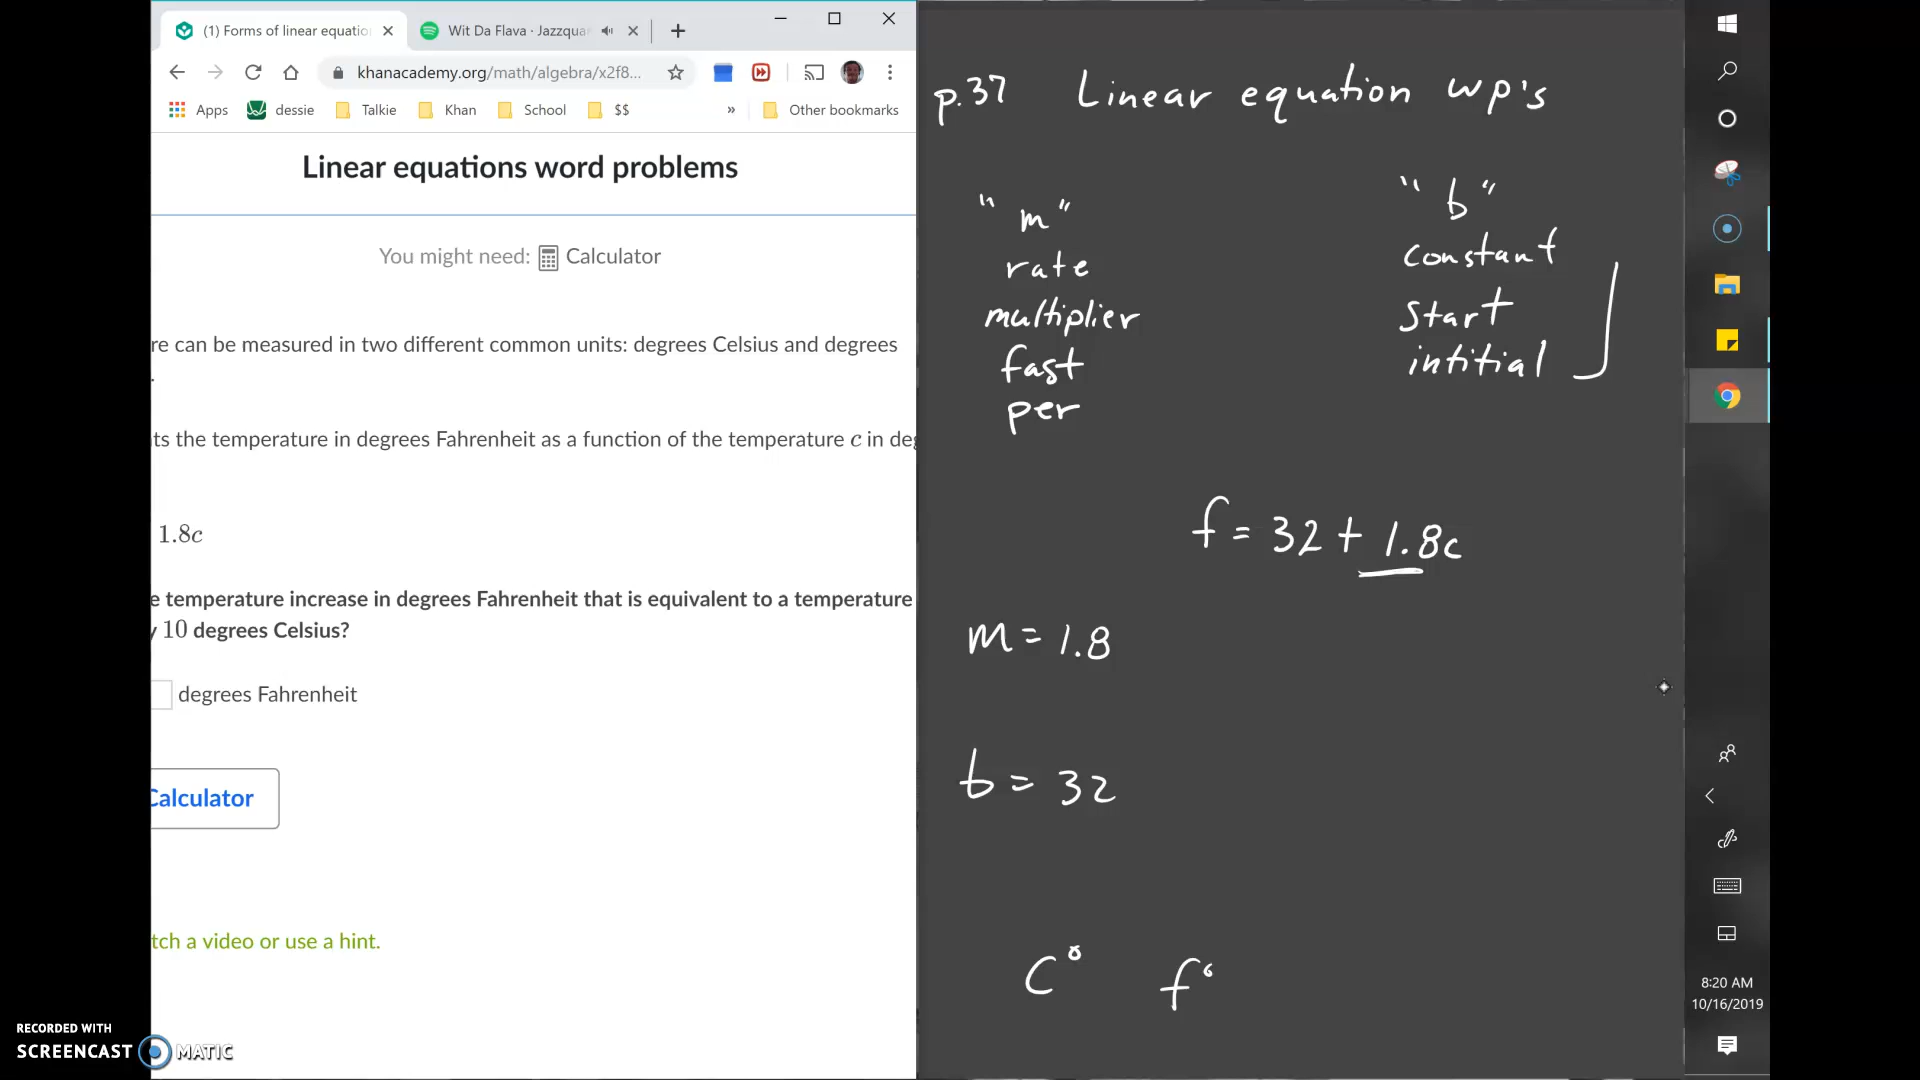 (1) Forms of linear equatio
Wit Da Flava · Jazzqua
khanacademy.org/math/algebra/x2f8...
Apps
dessie
Talkie
Khan
School
$$
»
Other bookmarks
Linear equations word problems
You might need: Calculator
re can be measured in two different common units: degrees Celsius and degrees
.
ts the temperature in degrees Fahrenheit as a function of the temperature c in deg
1.8c
e temperature increase in degrees Fahrenheit that is equivalent to a temperature
y 10 degrees Celsius?
degrees Fahrenheit
Calculator
tch a video or use a hint.
p.37 Linear equation wp's
"m"
rate
multiplier
fast
per
"b"
constant
start
intitial
f = 32 + 1.8c
m = 1.8
b = 32
c° f°
8:20 AM
10/16/2019
RECORDED WITH
SCREENCAST MATIC